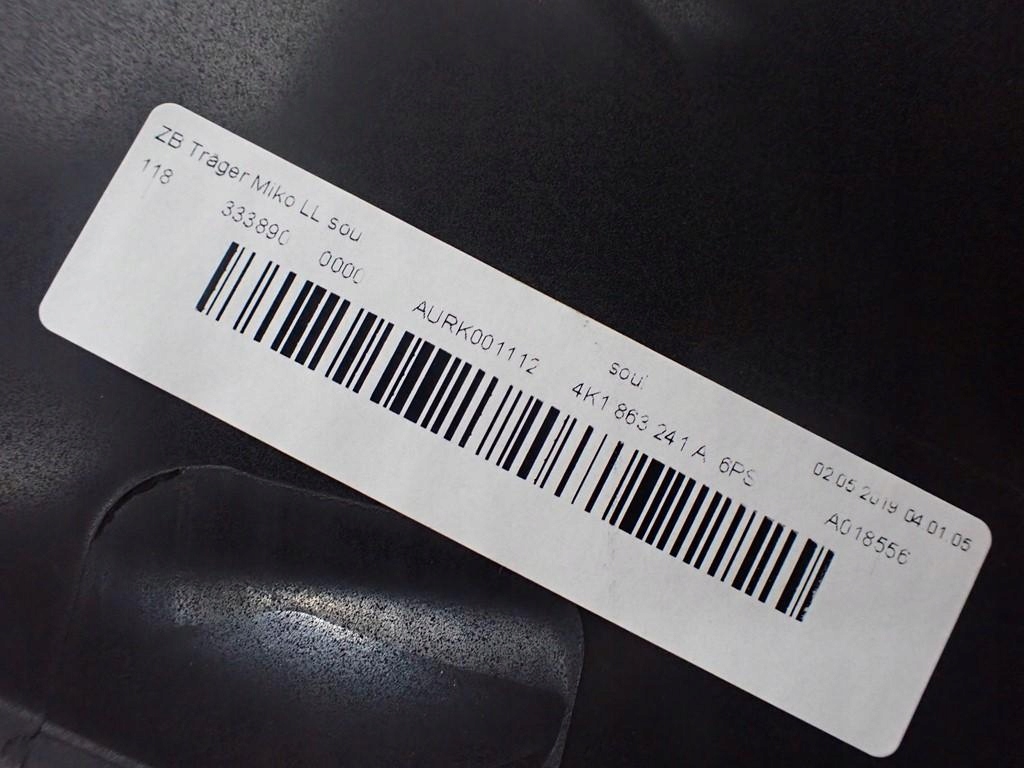 ZB Träger Miko LL sou soul 02.05.2019 04.01.05
118 333890 0000 AURK001112 4K1 863 241 A 6PS A018556